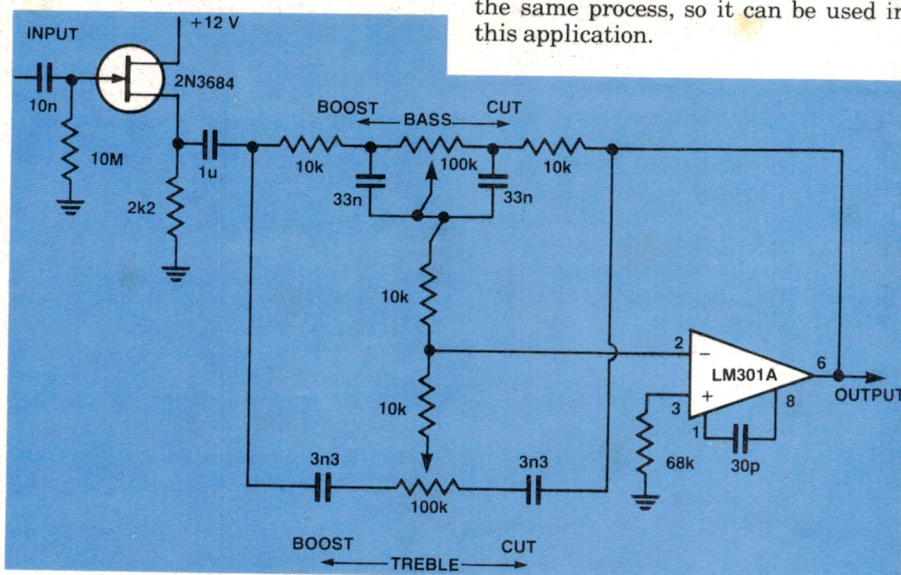 the same process, so it can be used in
this application.
+12 V
INPUT
2N3684
10n
10M
1u
2k2
BOOST
BASS
CUT
10k
100k
10k
33n
33n
10k
2
LM301A
6
OUTPUT
10k
3
8
1
68k
30p
3n3
100k
3n3
BOOST
TREBLE
CUT